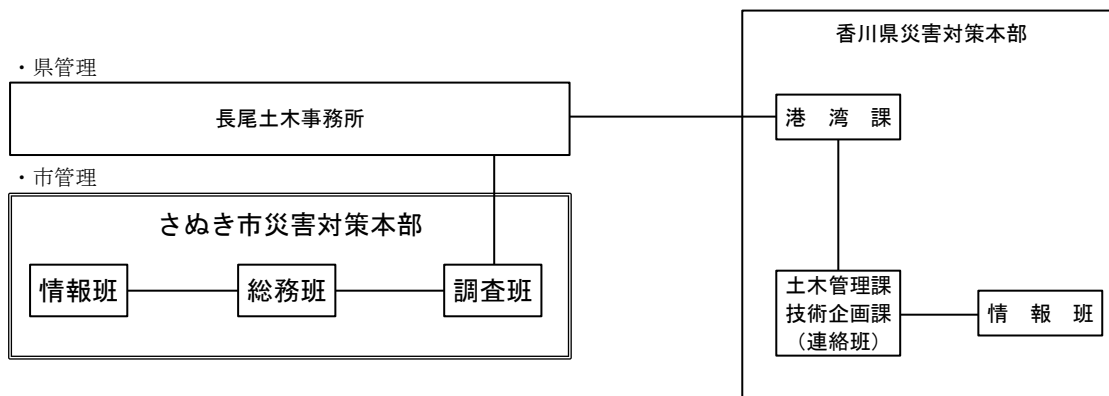 香川県災害対策本部
・県管理
長尾土木事務所
港　湾　課
・市管理
さぬき市災害対策本部
情報班
総務班
調査班
土木管理課
技術企画課
（連絡班）
情　報　班